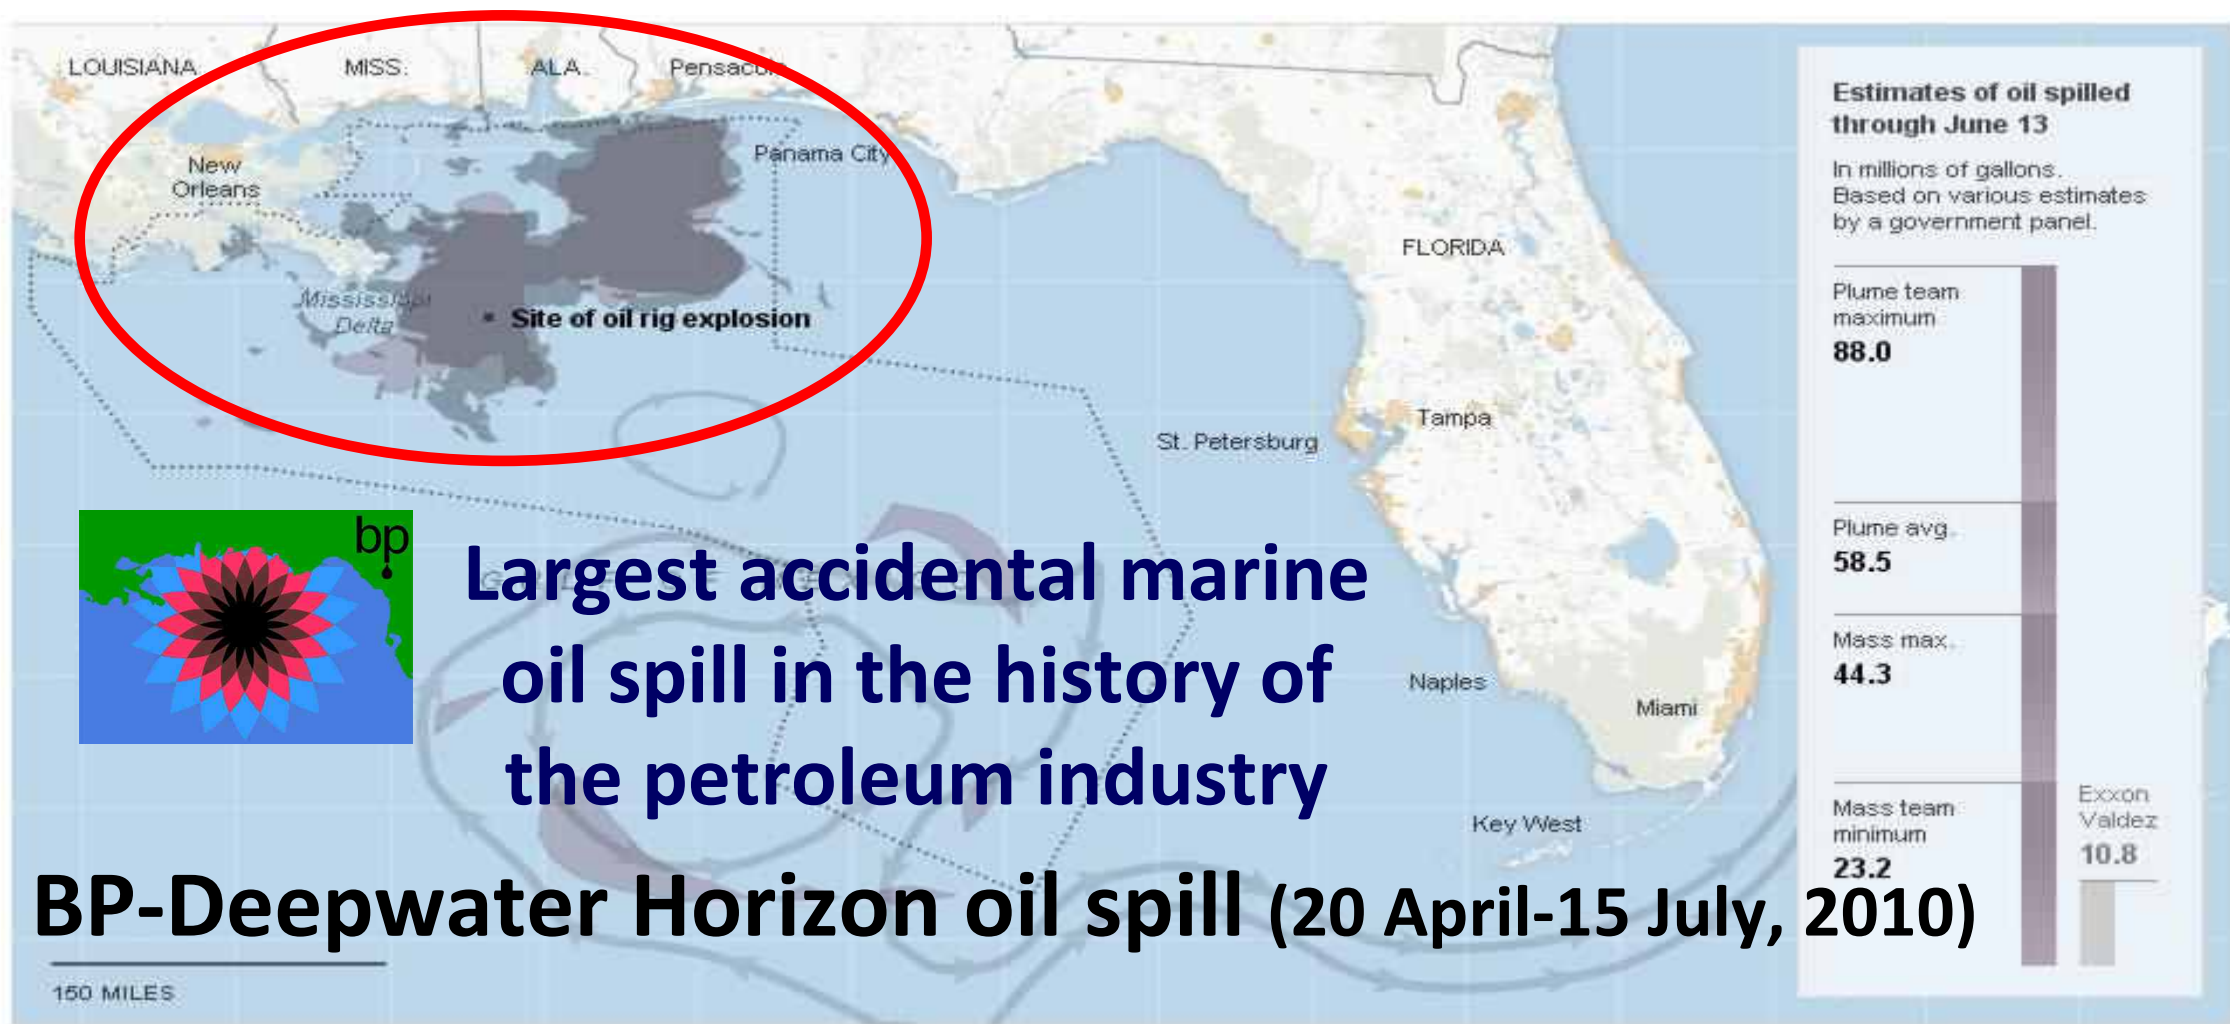 LOUISIANA
MISS.
ALA.
Pensacola
New
Orleans
Panama City
Mississippi
Delta
Site of oil rig explosion
FLORIDA
Tampa
St. Petersburg
Naples
Miami
Key West
bp
Largest accidental marine
oil spill in the history of
the petroleum industry
BP-Deepwater Horizon oil spill (20 April-15 July, 2010)
150 MILES
Estimates of oil spilled
through June 13
In millions of gallons.
Based on various estimates
by a government panel.
Plume team
maximum
88.0
Plume avg.
58.5
Mass max.
44.3
Mass team
minimum
23.2
Exxon
Valdez
10.8